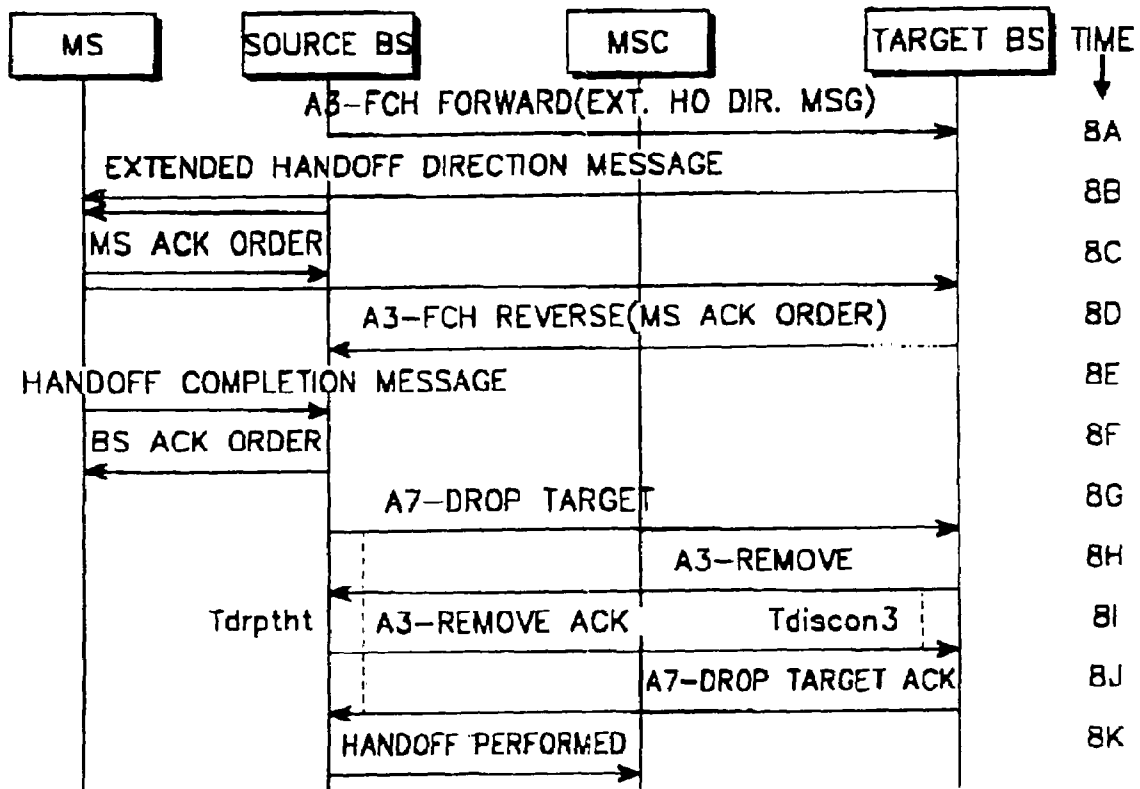 MS SOURCE BS MSC TARGET BS TIME
A3-FCH FORWARD(EXT. HO DIR. MSG)
8A
EXTENDED HANDOFF DIRECTION MESSAGE
8B
MS ACK ORDER
8C
A3-FCH REVERSE(MS ACK ORDER)
8D
HANDOFF COMPLETION MESSAGE
8E
BS ACK ORDER
8F
A7-DROP TARGET
8G
A3-REMOVE
8H
Tdrptht A3-REMOVE ACK Tdiscon3 8I
A7-DROP TARGET ACK
8J
HANDOFF PERFORMED
8K